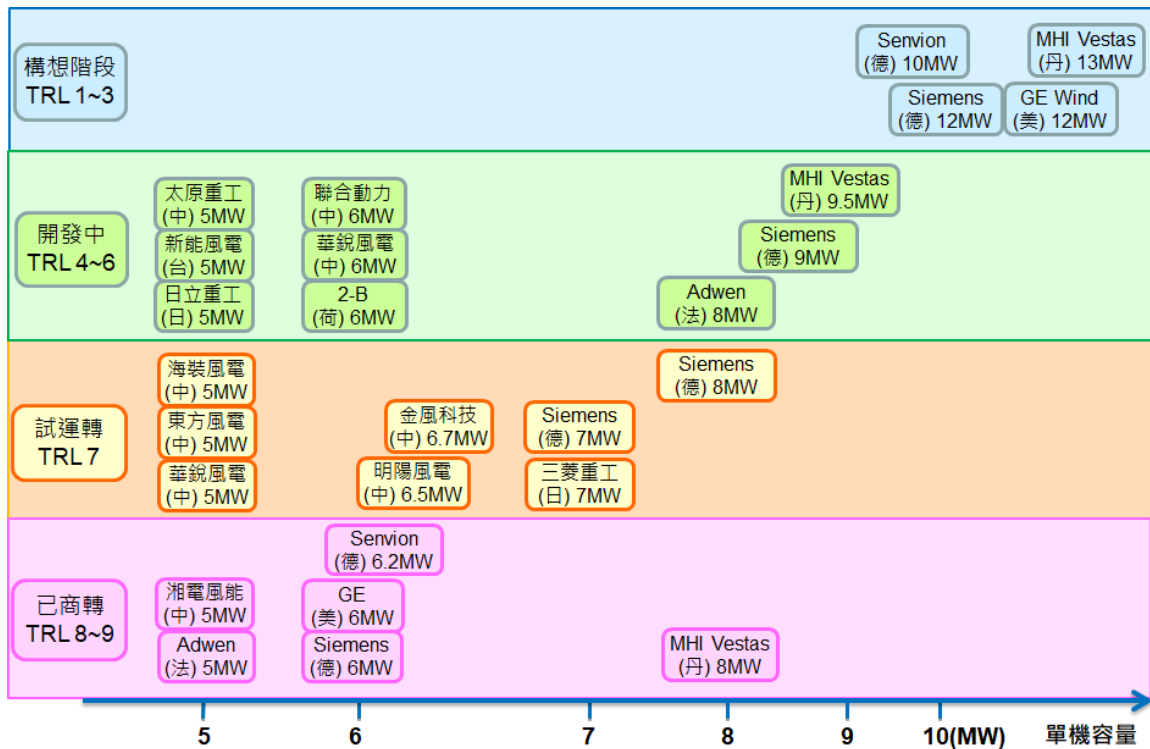 構想階段
TRL 1~3
Senvion
(德) 10MW
MHI Vestas
(丹) 13MW
Siemens
(德) 12MW
GE Wind
(美) 12MW
開發中
TRL 4~6
太原重工
(中) 5MW
新能風電
(台) 5MW
日立重工
(日) 5MW
聯合動力
(中) 6MW
華銳風電
(中) 6MW
2-B
(荷) 6MW
MHI Vestas
(丹) 9.5MW
Siemens
(德) 9MW
Adwen
(法) 8MW
試運轉
TRL 7
海裝風電
(中) 5MW
東方風電
(中) 5MW
華銳風電
(中) 5MW
金風科技
(中) 6.7MW
明陽風電
(中) 6.5MW
Siemens
(德) 7MW
三菱重工
(日) 7MW
Siemens
(德) 8MW
已商轉
TRL 8~9
湘電風能
(中) 5MW
Adwen
(法) 5MW
Senvion
(德) 6.2MW
GE
(美) 6MW
Siemens
(德) 6MW
MHI Vestas
(丹) 8MW
5 6 7 8 9 10(MW) 單機容量